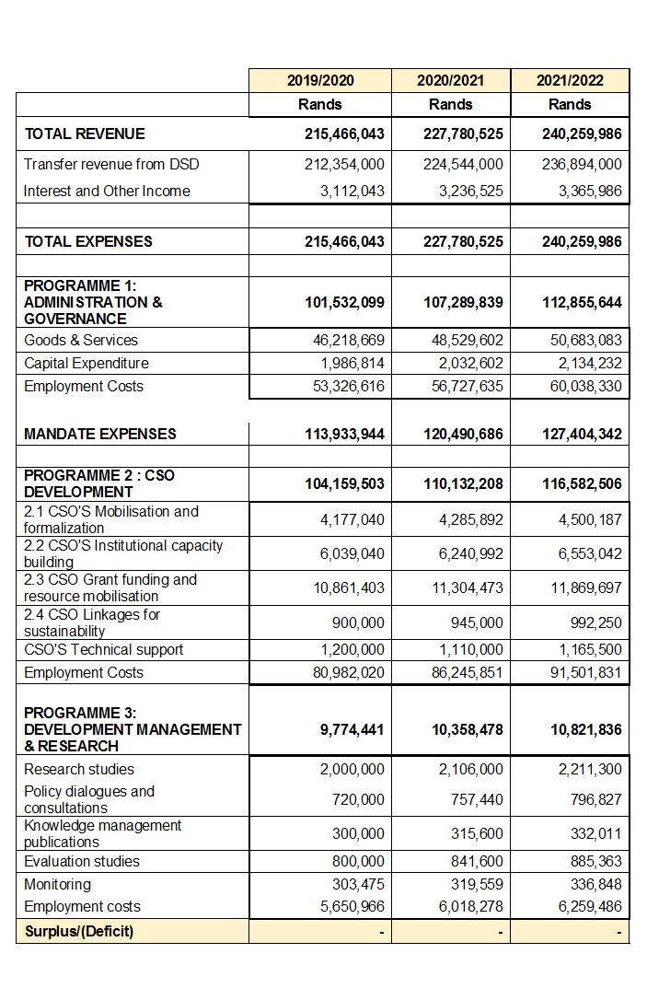 2019/2020 2020/2021 2021/2022
Rands Rands Rands
TOTAL REVENUE 215,466,043 227,780,525 240,259,986
Transfer revenue from DSD 212,354,000 224,544,000 236,894,000
Interest and Other Income 3,112,043 3,236,525 3,365,986
TOTAL EXPENSES 215,466,043 227,780,525 240,259,986
PROGRAMME 1:
ADMINISTRATION & 101,532,099 107,289,839 112,855,644
GOVERNANCE
Goods & Services 46,218,669 48,529,602 50,683,083
Capital Expenditure 1,986,814 2,032,602 2,134,232
Employment Costs 53,326,616 56,727,635 60,038,330
MANDATE EXPENSES 113,933,944 120,490,686 127,404,342
PROGRAMME 2 : CSO
DEVELOPMENT 104,159,503 110,132,208 116,582,506
2.1 CSO'S Mobilisation and
formalization 4,177,040 4,285,892 4,500,187
2.2 CSO'S Institutional capacity
building 6,039,040 6,240,992 6,553,042
2.3 CSO Grant funding and
resource mobilisation 10,861,403 11,304,473 11,869,697
2.4 CSO Linkages for
sustainability 900,000 945,000 992,250
CSO'S Technical support 1,200,000 1,110,000 1,165,500
Employment Costs 80,982,020 86,245,851 91,501,831
PROGRAMME 3:
DEVELOPMENT MANAGEMENT 9,774,441 10,358,478 10,821,836
& RESEARCH
Research studies 2,000,000 2,106,000 2,211,300
Policy dialogues and
consultations 720,000 757,440 796,827
Knowledge management
publications 300,000 315,600 332,011
Evaluation studies 800,000 841,600 885,363
Monitoring 303,475 319,559 336,848
Employment costs 5,650,966 6,018,278 6,259,486
Surplus/(Deficit) - - -